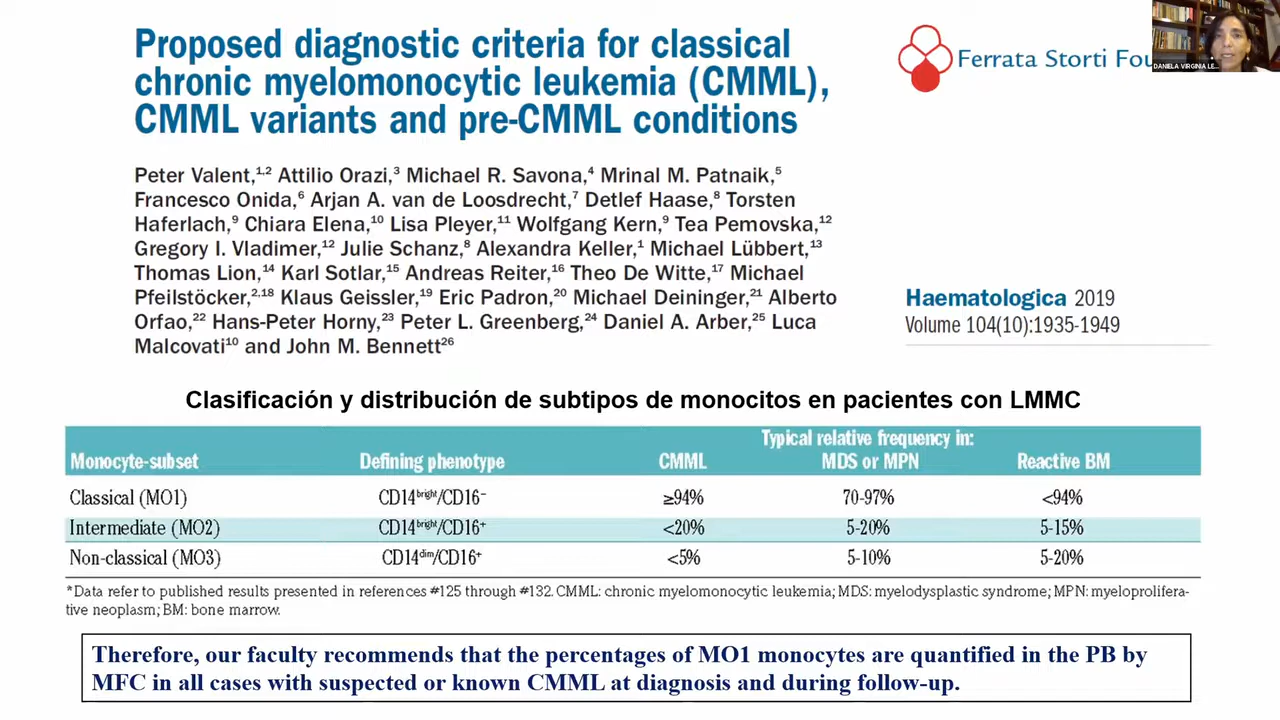 Proposed diagnostic criteria for classical
chronic myelomonocytic leukemia (CMML),
CMML variants and pre-CMML conditions
Ferrata Storti Fou
DANIELA VIRGINIA LE...
Peter Valent,1,2 Attilio Orazi,3 Michael R. Savona,4 Mrinal M. Patnaik,5
Francesco Onida,6 Arjan A. van de Loosdrecht,7 Detlef Haase,8 Torsten
Haferlach,9 Chiara Elena,10 Lisa Pleyer,11 Wolfgang Kern,9 Tea Pemovska,12
Gregory I. Vladimer,12 Julie Schanz,8 Alexandra Keller,1 Michael Lübbert,13
Thomas Lion,14 Karl Sotlar,15 Andreas Reiter,16 Theo De Witte,17 Michael
Pfeilstöcker,2,18 Klaus Geissler,19 Eric Padron,20 Michael Deininger,21 Alberto
Orfao,22 Hans-Peter Horny,23 Peter L. Greenberg,24 Daniel A. Arber,25 Luca
Malcovati10 and John M. Bennett26
Haematologica 2019
Volume 104(10):1935-1949
Clasificación y distribución de subtipos de monocitos en pacientes con LMMC
Typical relative frequency in:
Monocyte-subset Defining phenotype CMML MDS or MPN Reactive BM
Classical (MO1) CD14bright/CD16− ≥94% 70-97% <94%
Intermediate (MO2) CD14bright/CD16+ <20% 5-20% 5-15%
Non-classical (MO3) CD14dim/CD16+ <5% 5-10% 5-20%
*Data refer to published results presented in references #125 through #132. CMML: chronic myelomonocytic leukemia; MDS: myelodysplastic syndrome; MPN: myeloprolifera-
tive neoplasm; BM: bone marrow.
Therefore, our faculty recommends that the percentages of MO1 monocytes are quantified in the PB by
MFC in all cases with suspected or known CMML at diagnosis and during follow-up.